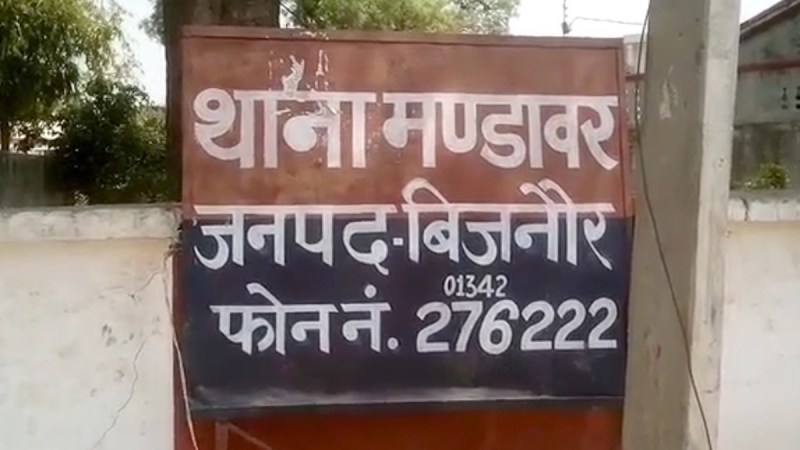 थाना मण्डावर
जनपद-बिजनौर
01342
फोन नं. 276222